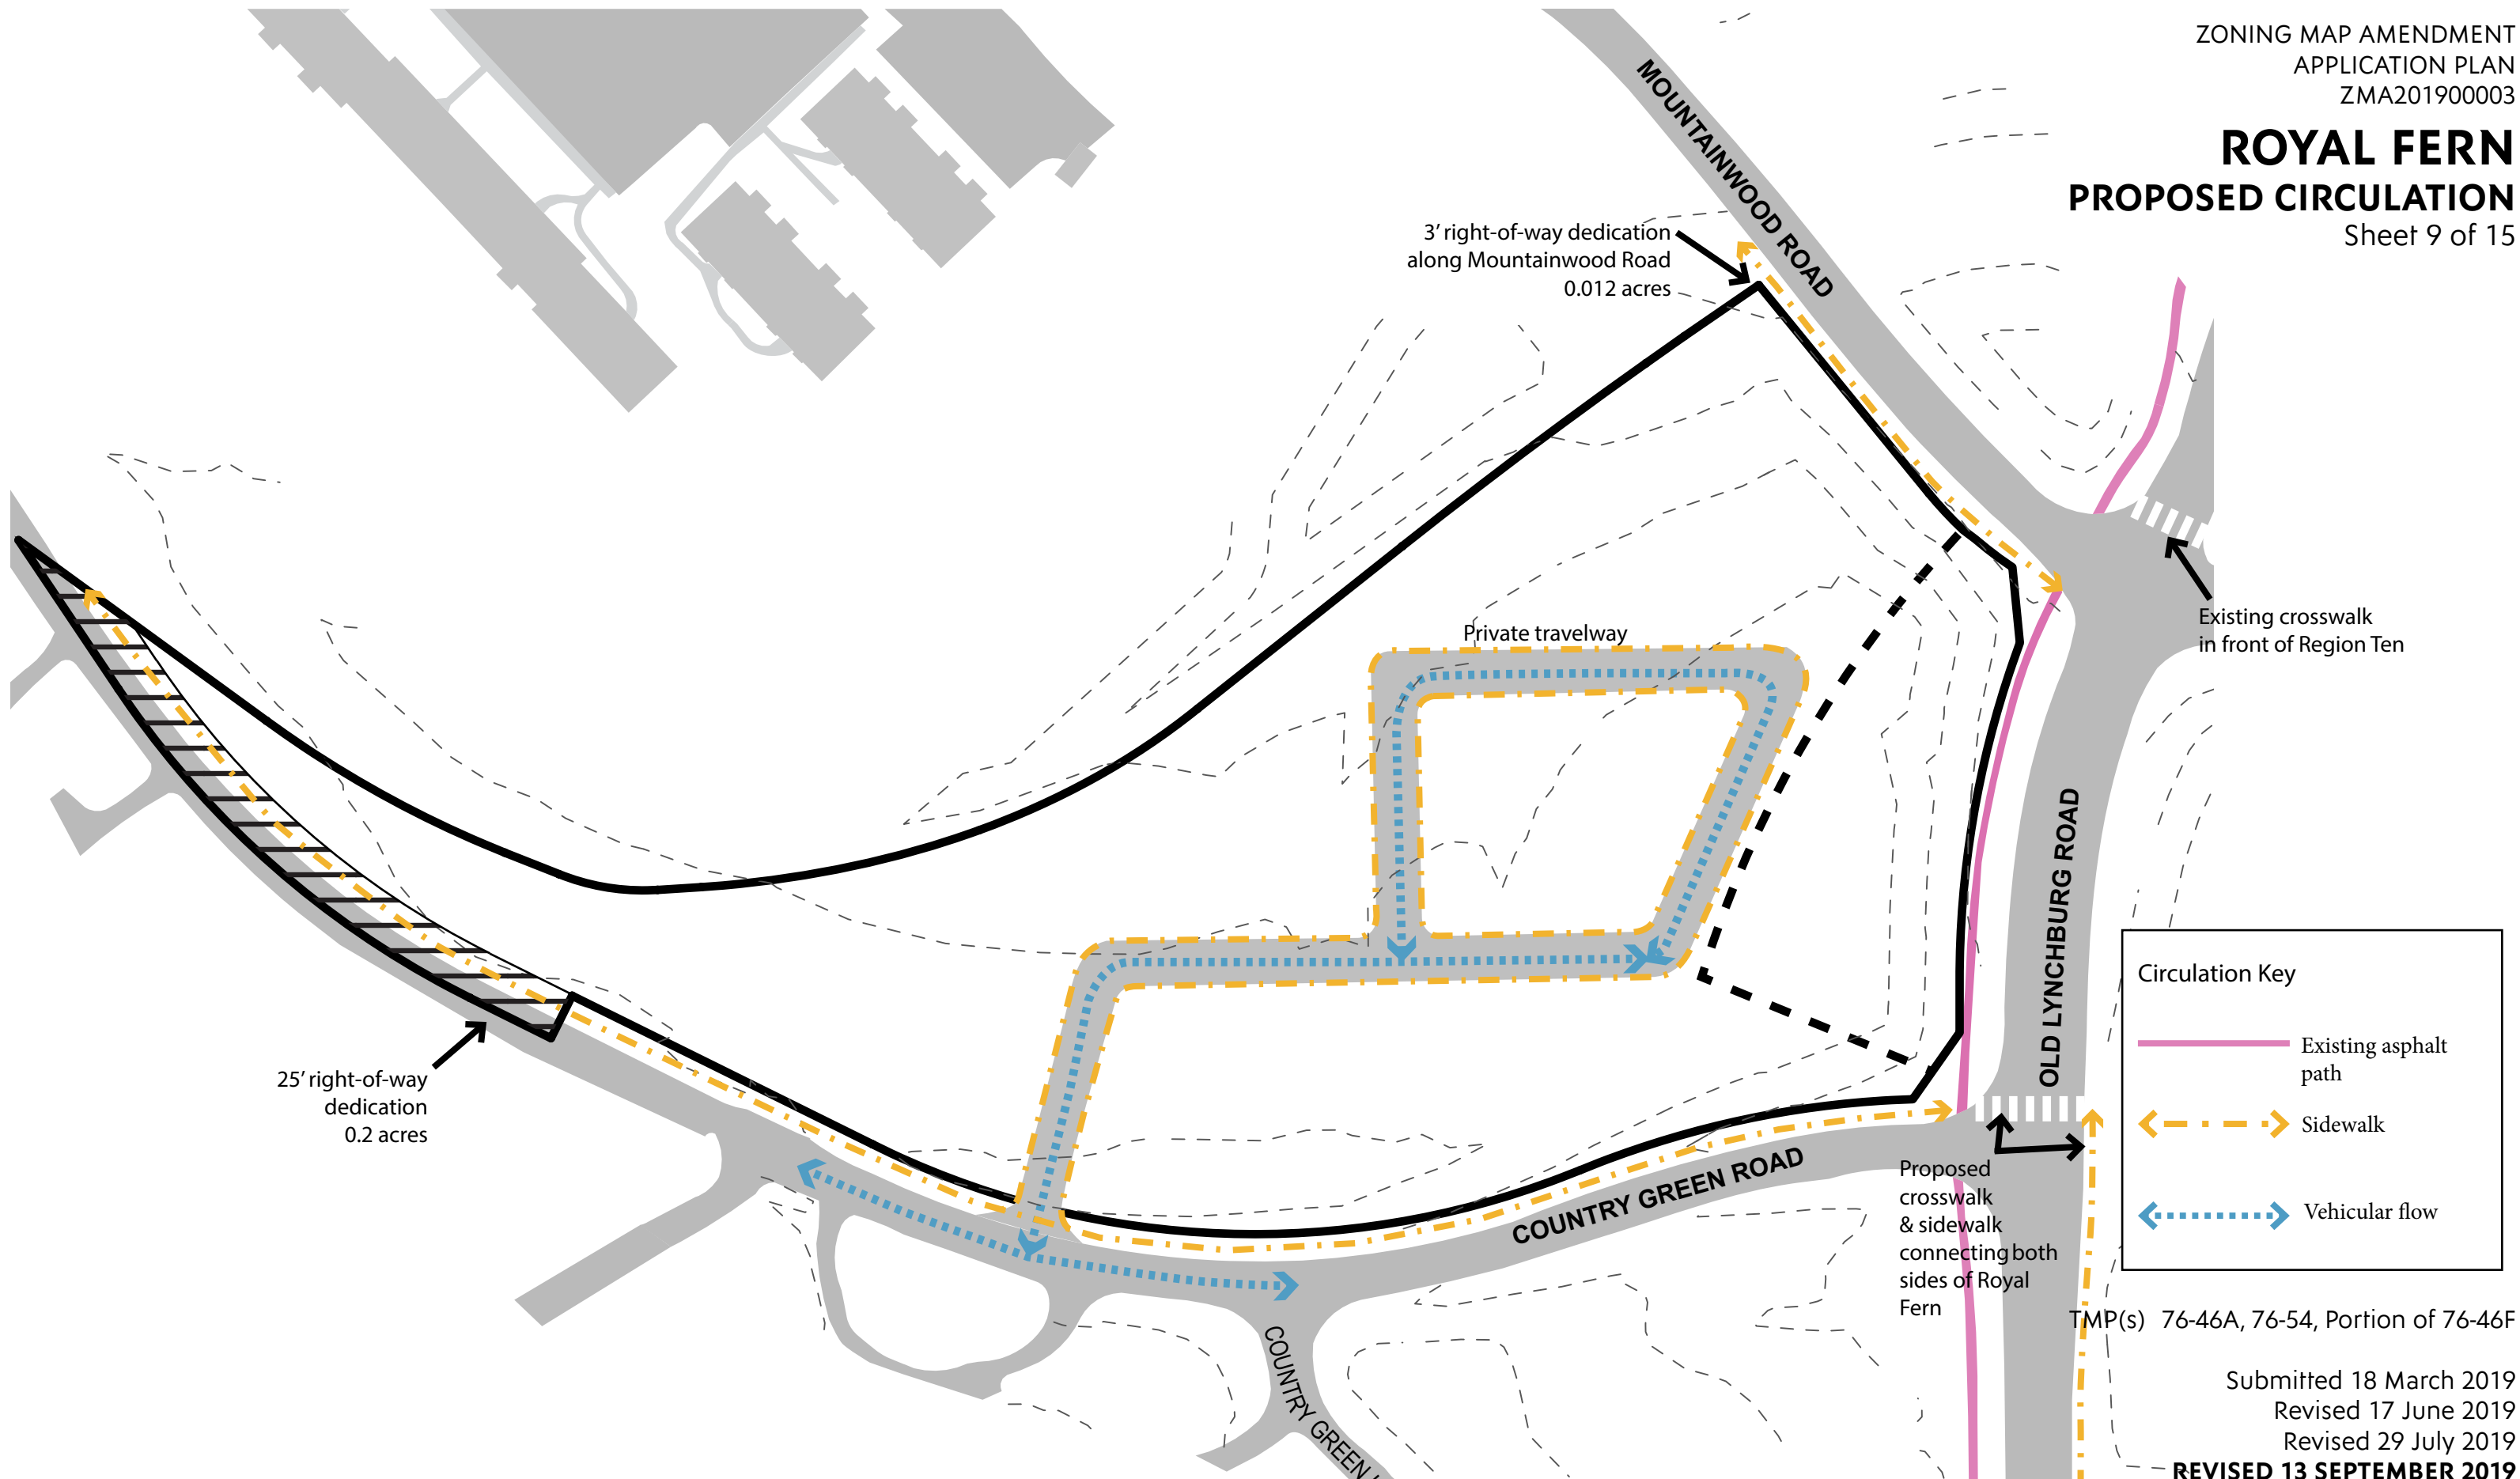 ZONING MAP AMENDMENT
APPLICATION PLAN
ZMA201900003
ROYAL FERN
PROPOSED CIRCULATION
Sheet 9 of 15
MOUNTAINWOOD ROAD
3' right-of-way dedication
along Mountainwood Road
0.012 acres
Existing crosswalk
in front of Region Ten
Private travelway
OLD LYNCHBURG ROAD
25' right-of-way
dedication
0.2 acres
COUNTRY GREEN ROAD
Proposed
crosswalk
& sidewalk
connecting both
sides of Royal
Fern
COUNTRY GREEN
Circulation Key
Existing asphalt
path
Sidewalk
Vehicular flow
TMP(s) 76-46A, 76-54, Portion of 76-46F
Submitted 18 March 2019
Revised 17 June 2019
Revised 29 July 2019
REVISED 13 SEPTEMBER 2019